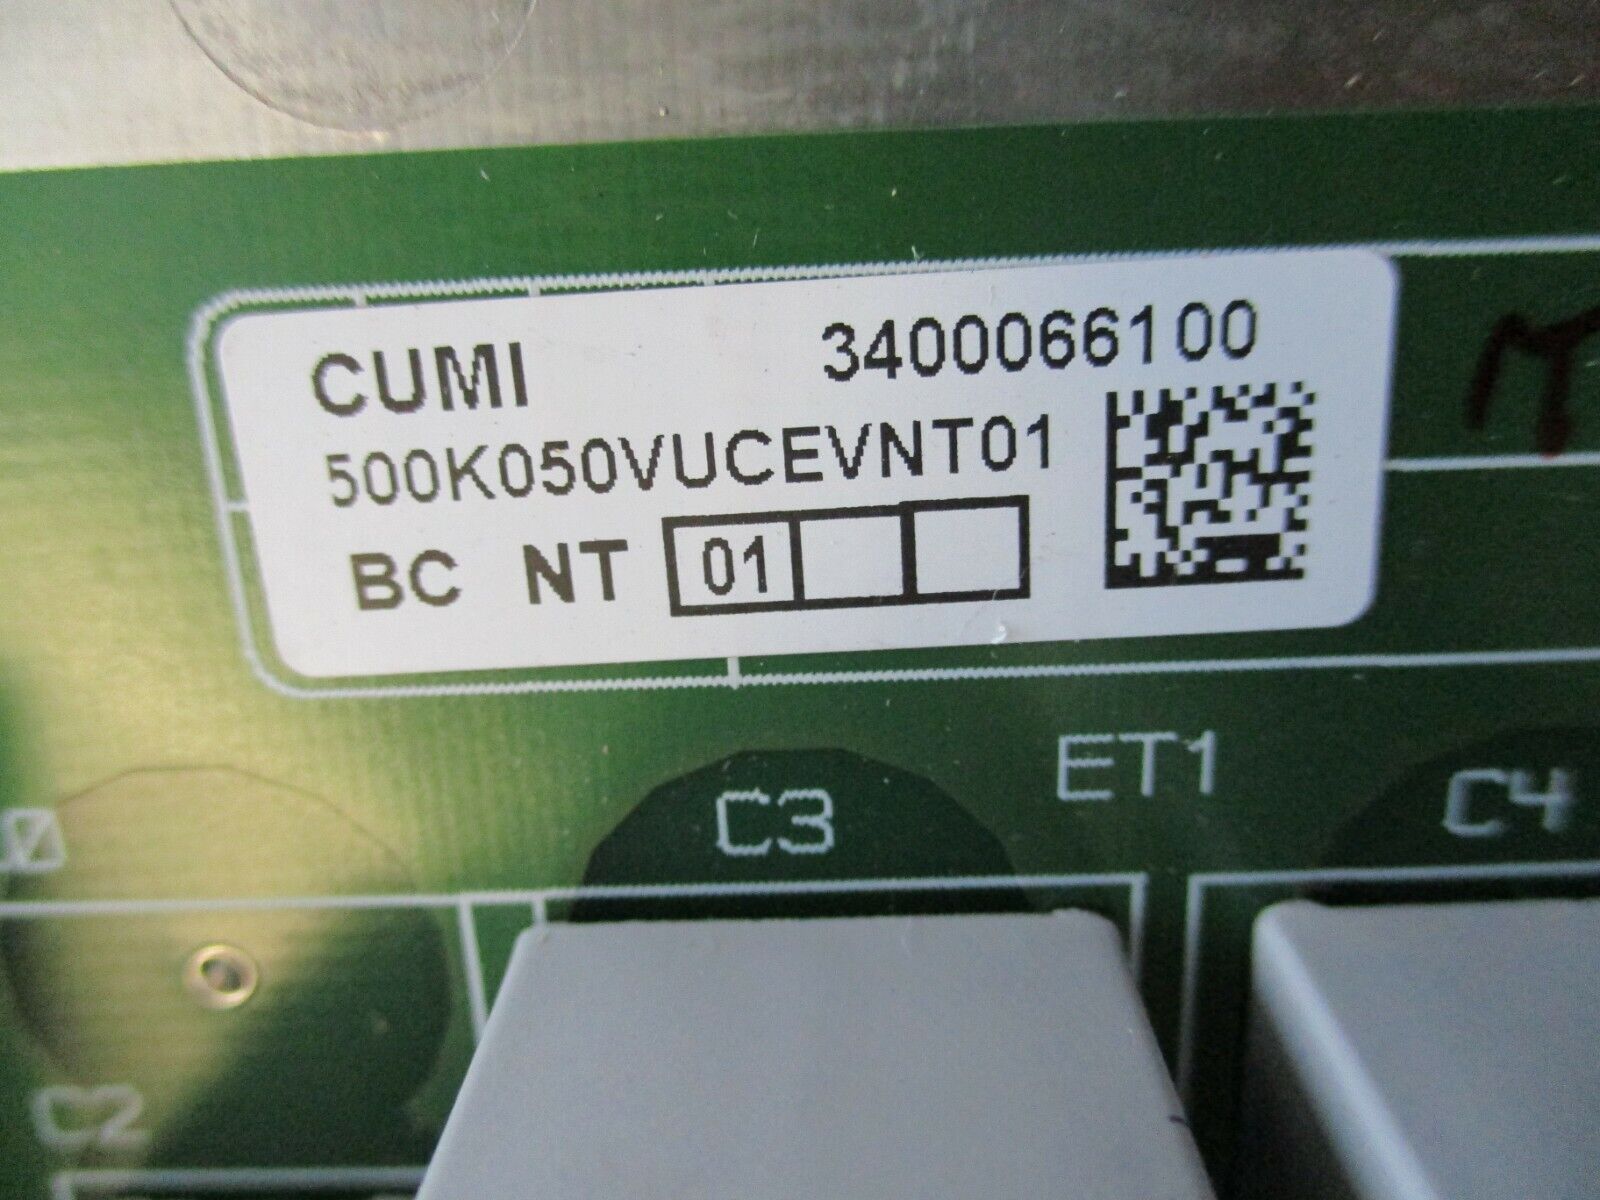 CUMI 3400066100
500K050VUCEVNT01
BC NT 01
ET1
C3 C4
C2